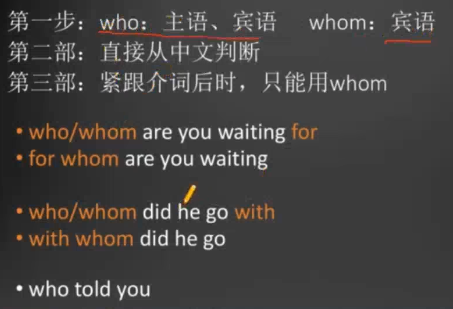 第一步：who：主语、宾语 whom：宾语
第二部：直接从中文判断
第三部：紧跟介词后时，只能用whom
• who/whom are you waiting for
• for whom are you waiting
• who/whom did he go with
• with whom did he go
• who told you